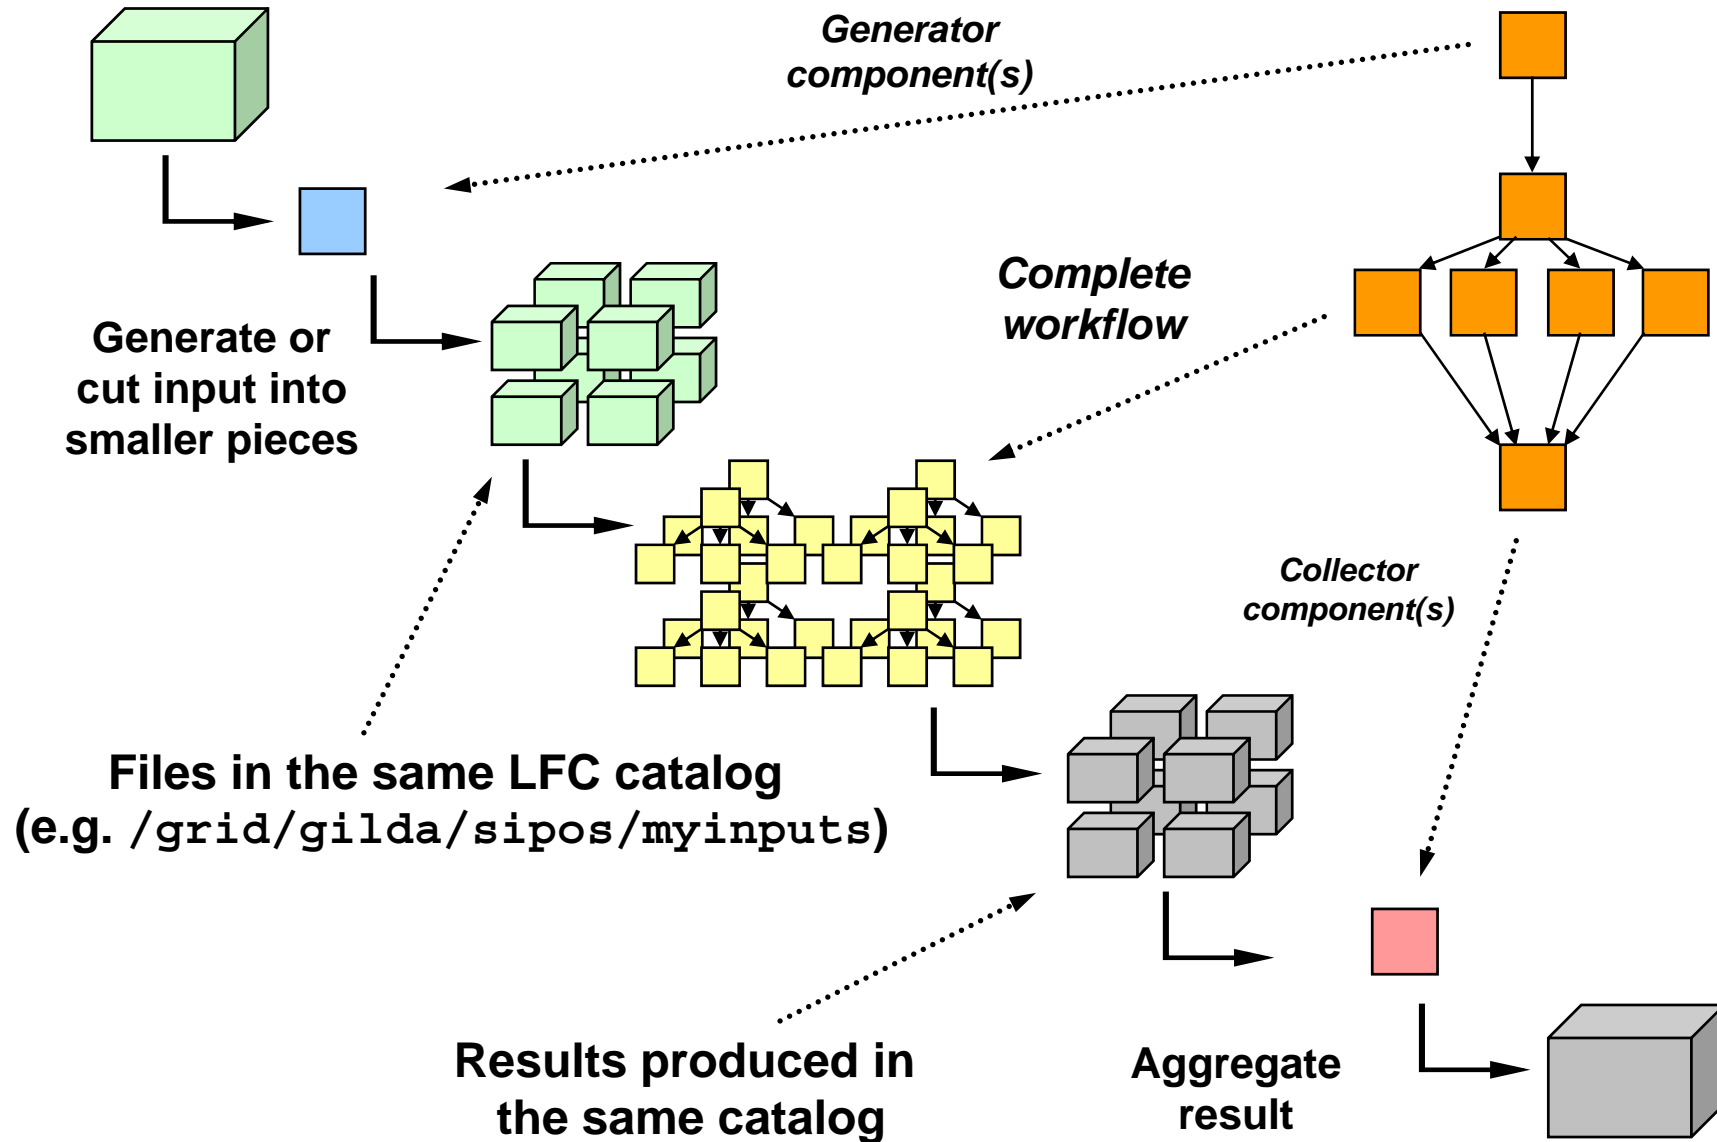 Generator
component(s)
Complete
workflow
Generate or
cut input into
smaller pieces
Collector
component(s)
Files in the same LFC catalog
(e.g. /grid/gilda/sipos/myinputs)
Results produced in
the same catalog
Aggregate
result